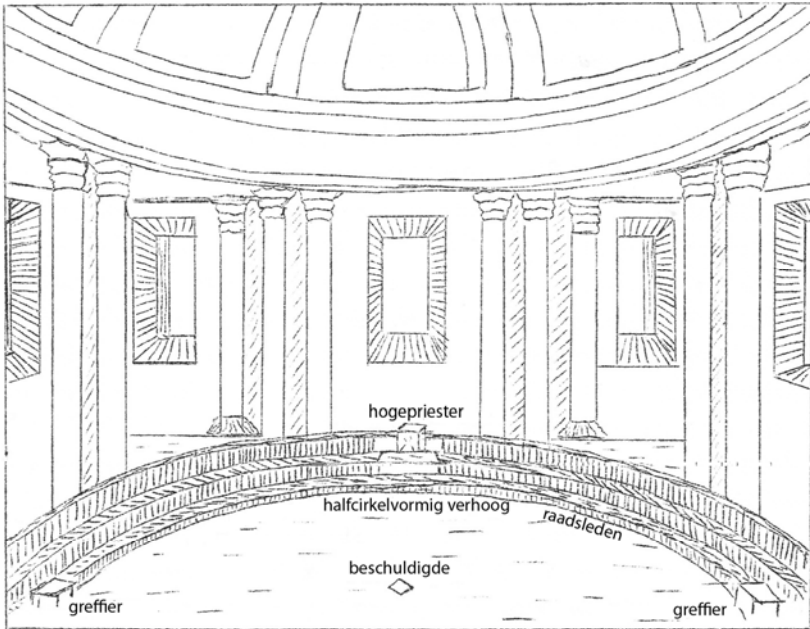 hogepriester
halfcirkelvormig verhoog
raadsleden
beschuldigde
greffier
greffier